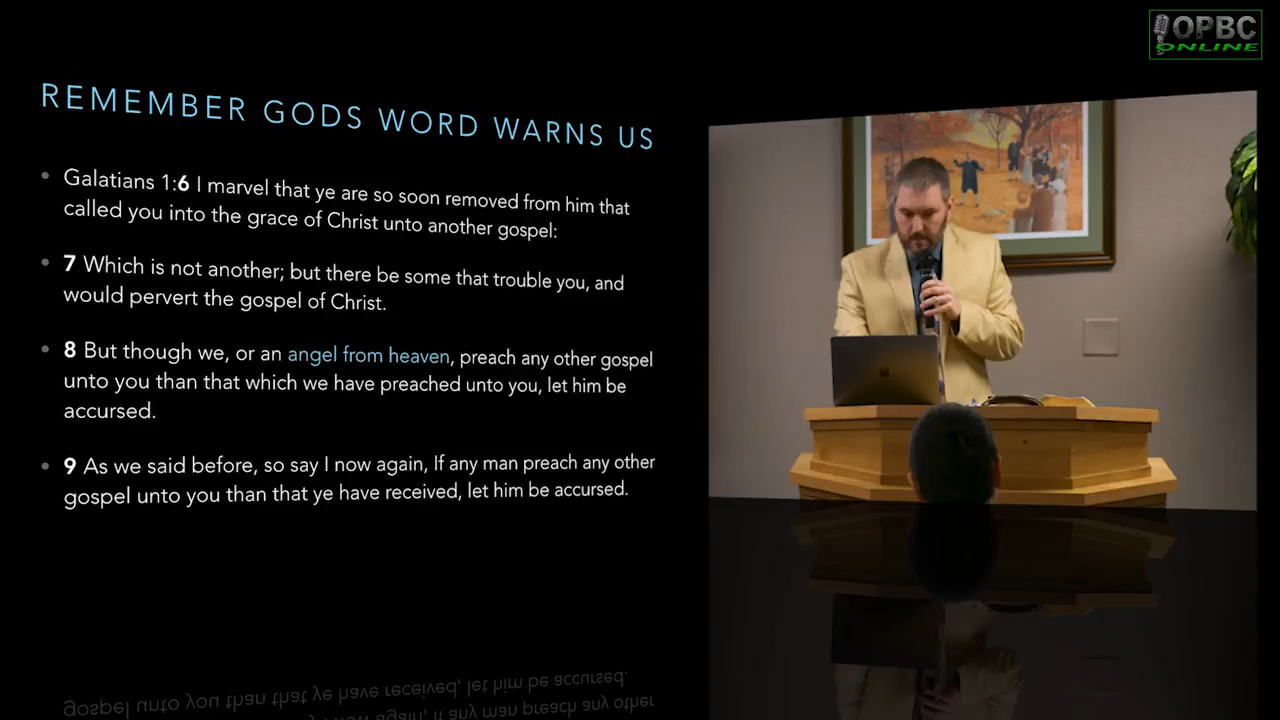 OPBC
ONLINE
REMEMBER GODS WORD WARNS US
Galatians 1:6 I marvel that ye are so soon removed from him that
called you into the grace of Christ unto another gospel:
7 Which is not another; but there be some that trouble you, and
would pervert the gospel of Christ.
8 But though we, or an angel from heaven, preach any other gospel
unto you than that which we have preached unto you, let him be
accursed.
9 As we said before, so say I now again, If any man preach any other
gospel unto you than that ye have received, let him be accursed.